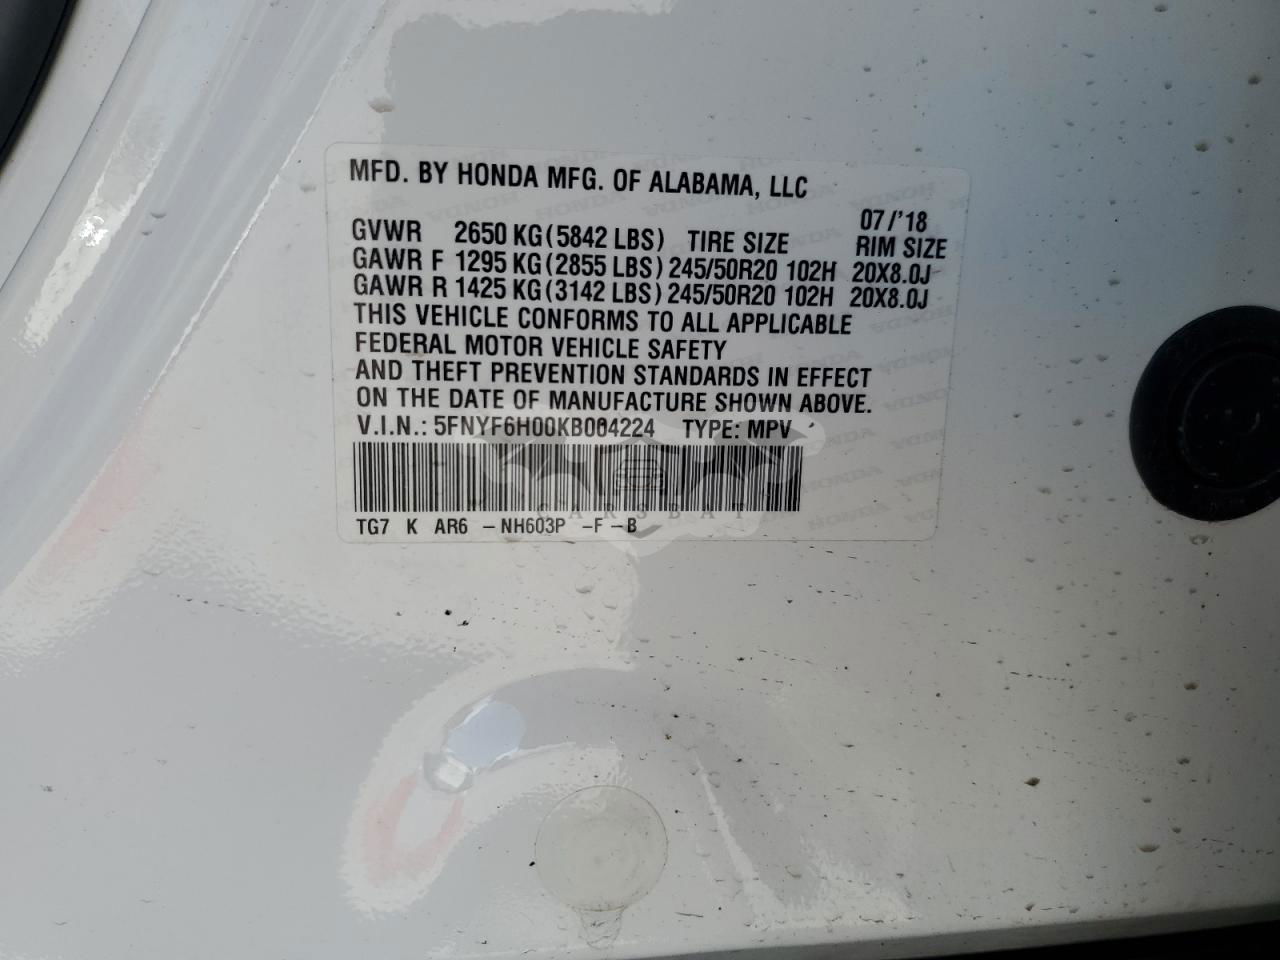 MFD. BY HONDA MFG. OF ALABAMA, LLC
07/'18
GVWR 2650 KG(5842 LBS) TIRE SIZE RIM SIZE
GAWR F 1295 KG(2855 LBS) 245/50R20 102H 20X8.0J
GAWR R 1425 KG(3142 LBS) 245/50R20 102H 20X8.0J
THIS VEHICLE CONFORMS TO ALL APPLICABLE
FEDERAL MOTOR VEHICLE SAFETY
AND THEFT PREVENTION STANDARDS IN EFFECT
ON THE DATE OF MANUFACTURE SHOWN ABOVE.
V.I.N.: 5FNYF6H00KB004224 TYPE: MPV
CARSBAT
TG7 K AR6 -NH603P -F-B